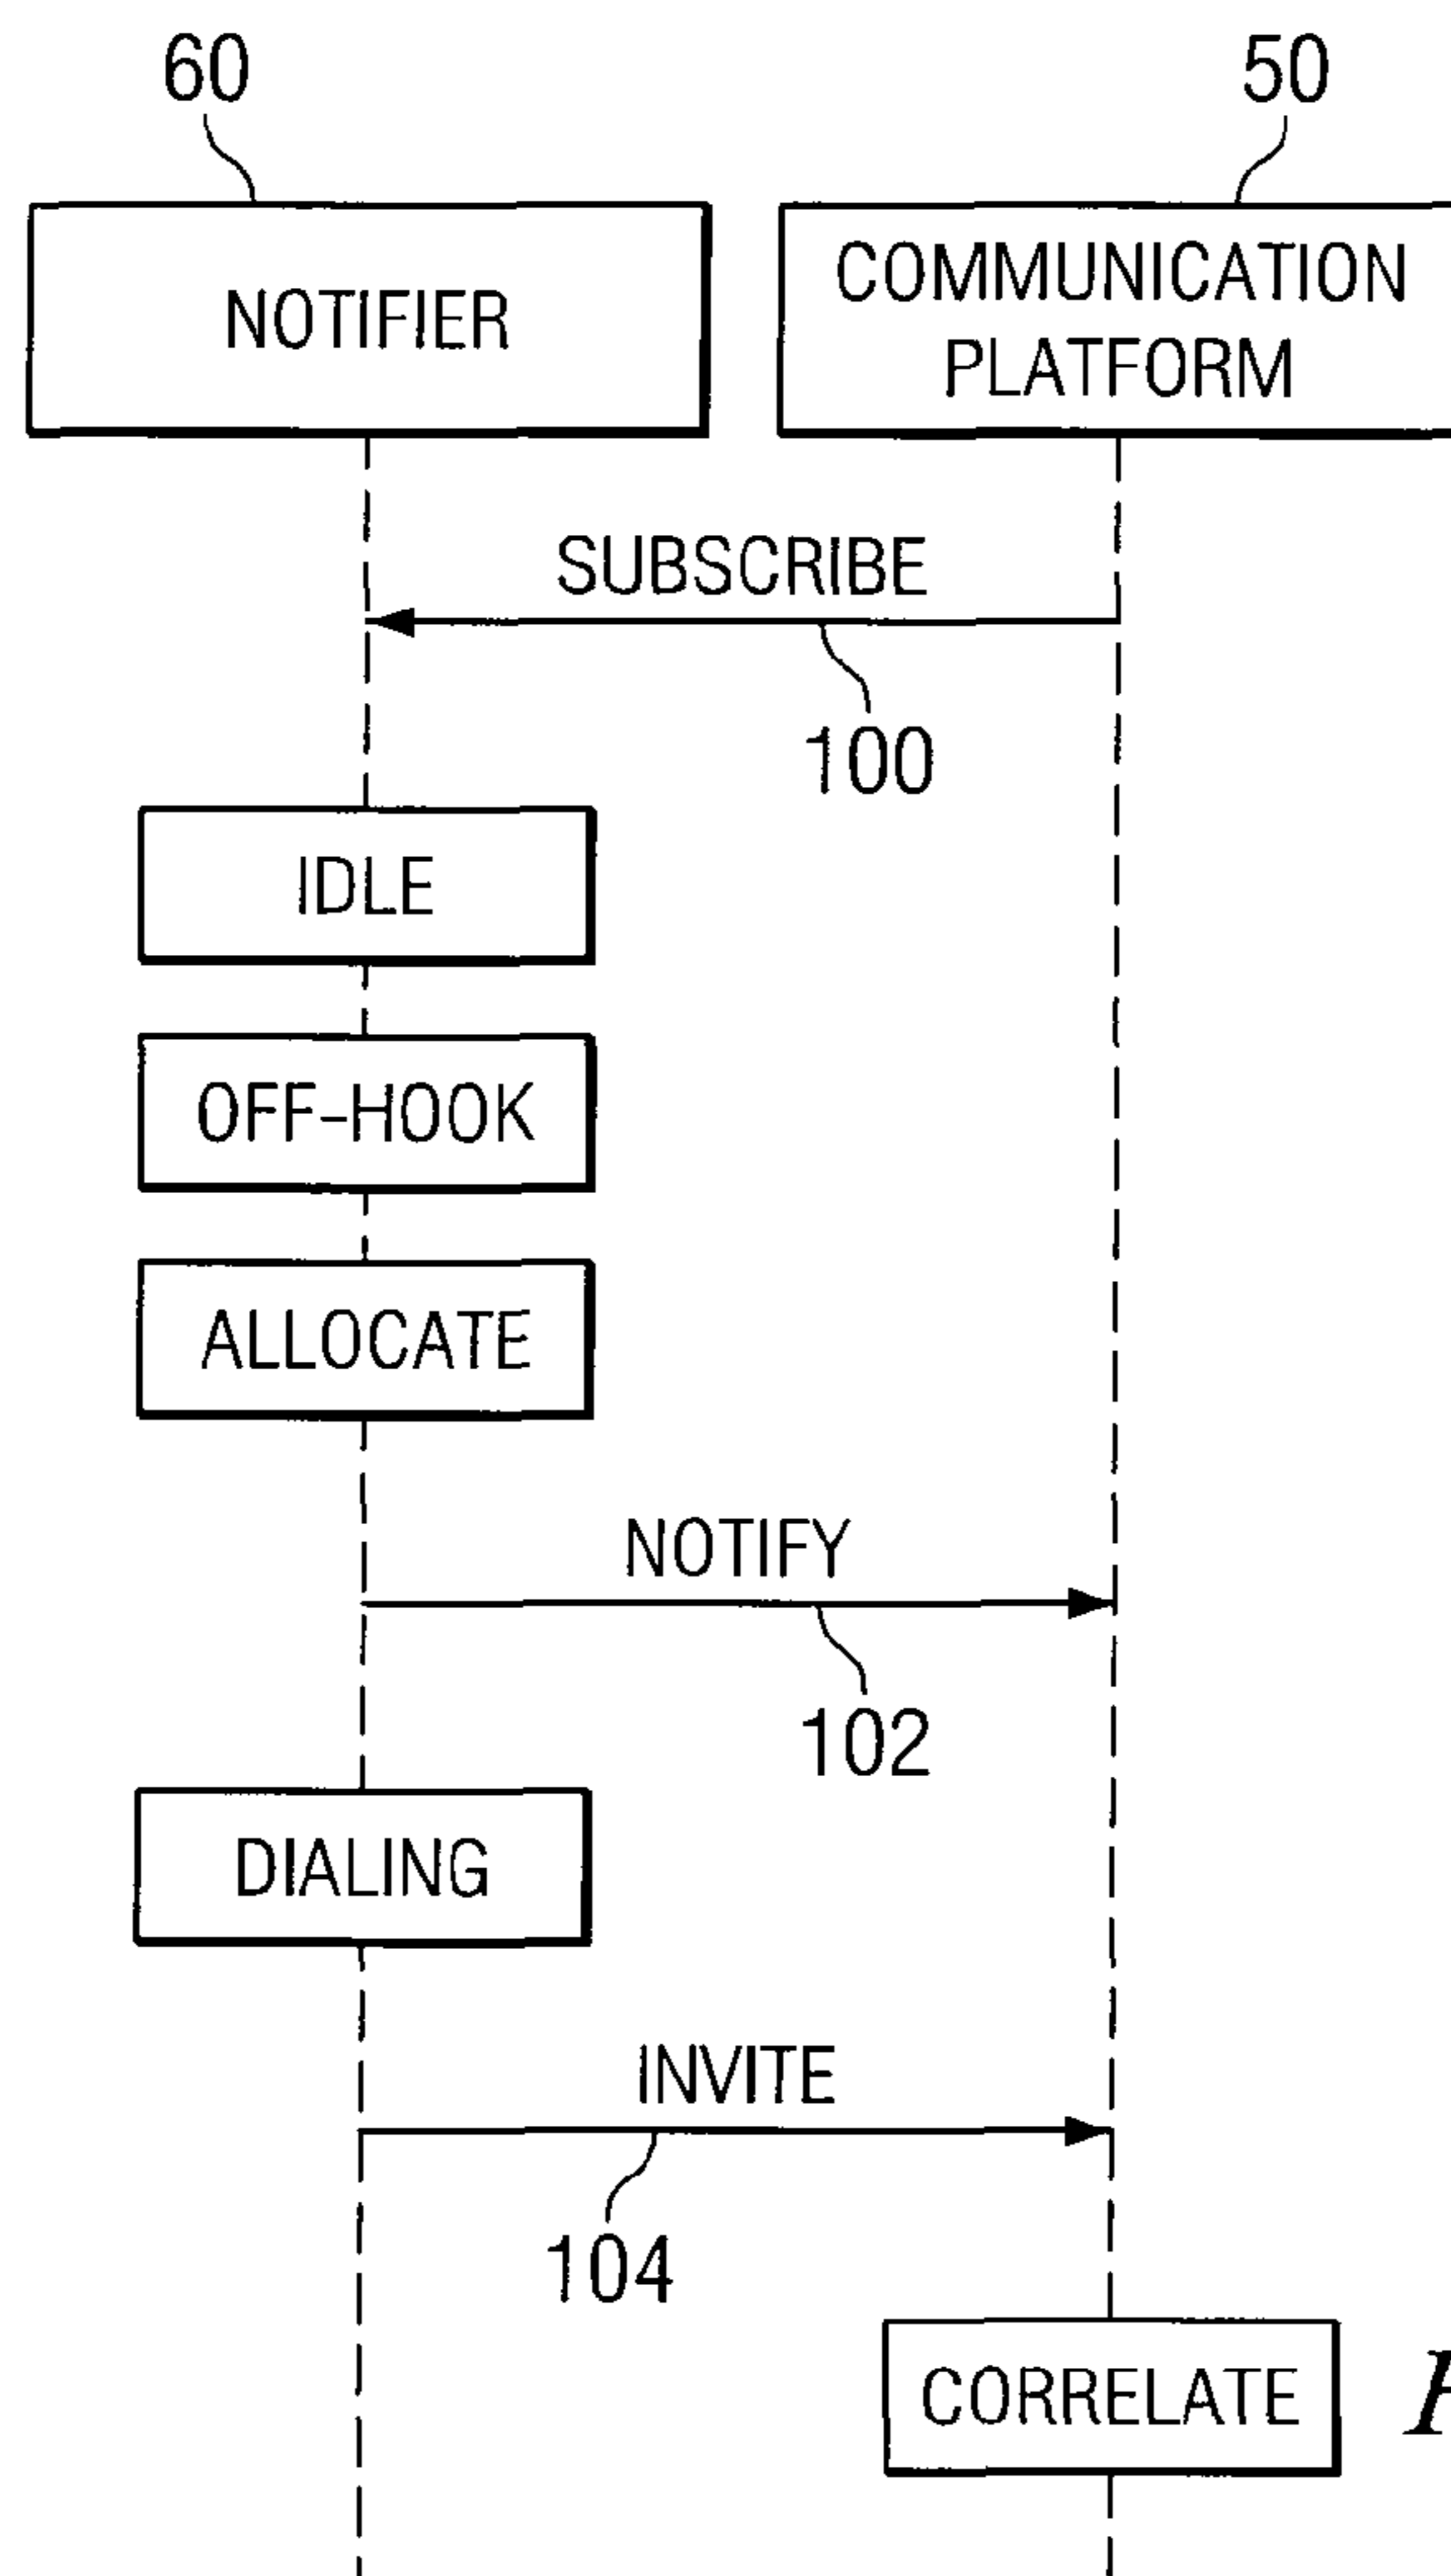 60
50
NOTIFIER
COMMUNICATION
PLATFORM
SUBSCRIBE
100
IDLE
OFF-HOOK
ALLOCATE
NOTIFY
102
DIALING
INVITE
104
CORRELATE